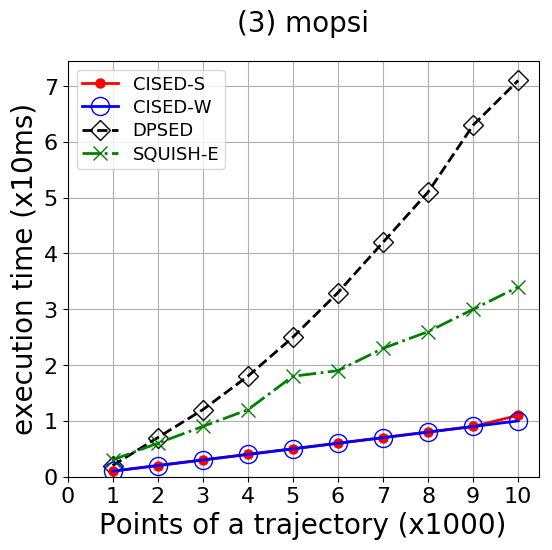 (3) mopsi
CISED-S
CISED-W
DPSED
SQUISH-E
execution time (x10ms)
7
6
5
4
3
2
1
0
0 1 2 3 4 5 6 7 8 9 10
Points of a trajectory (x1000)